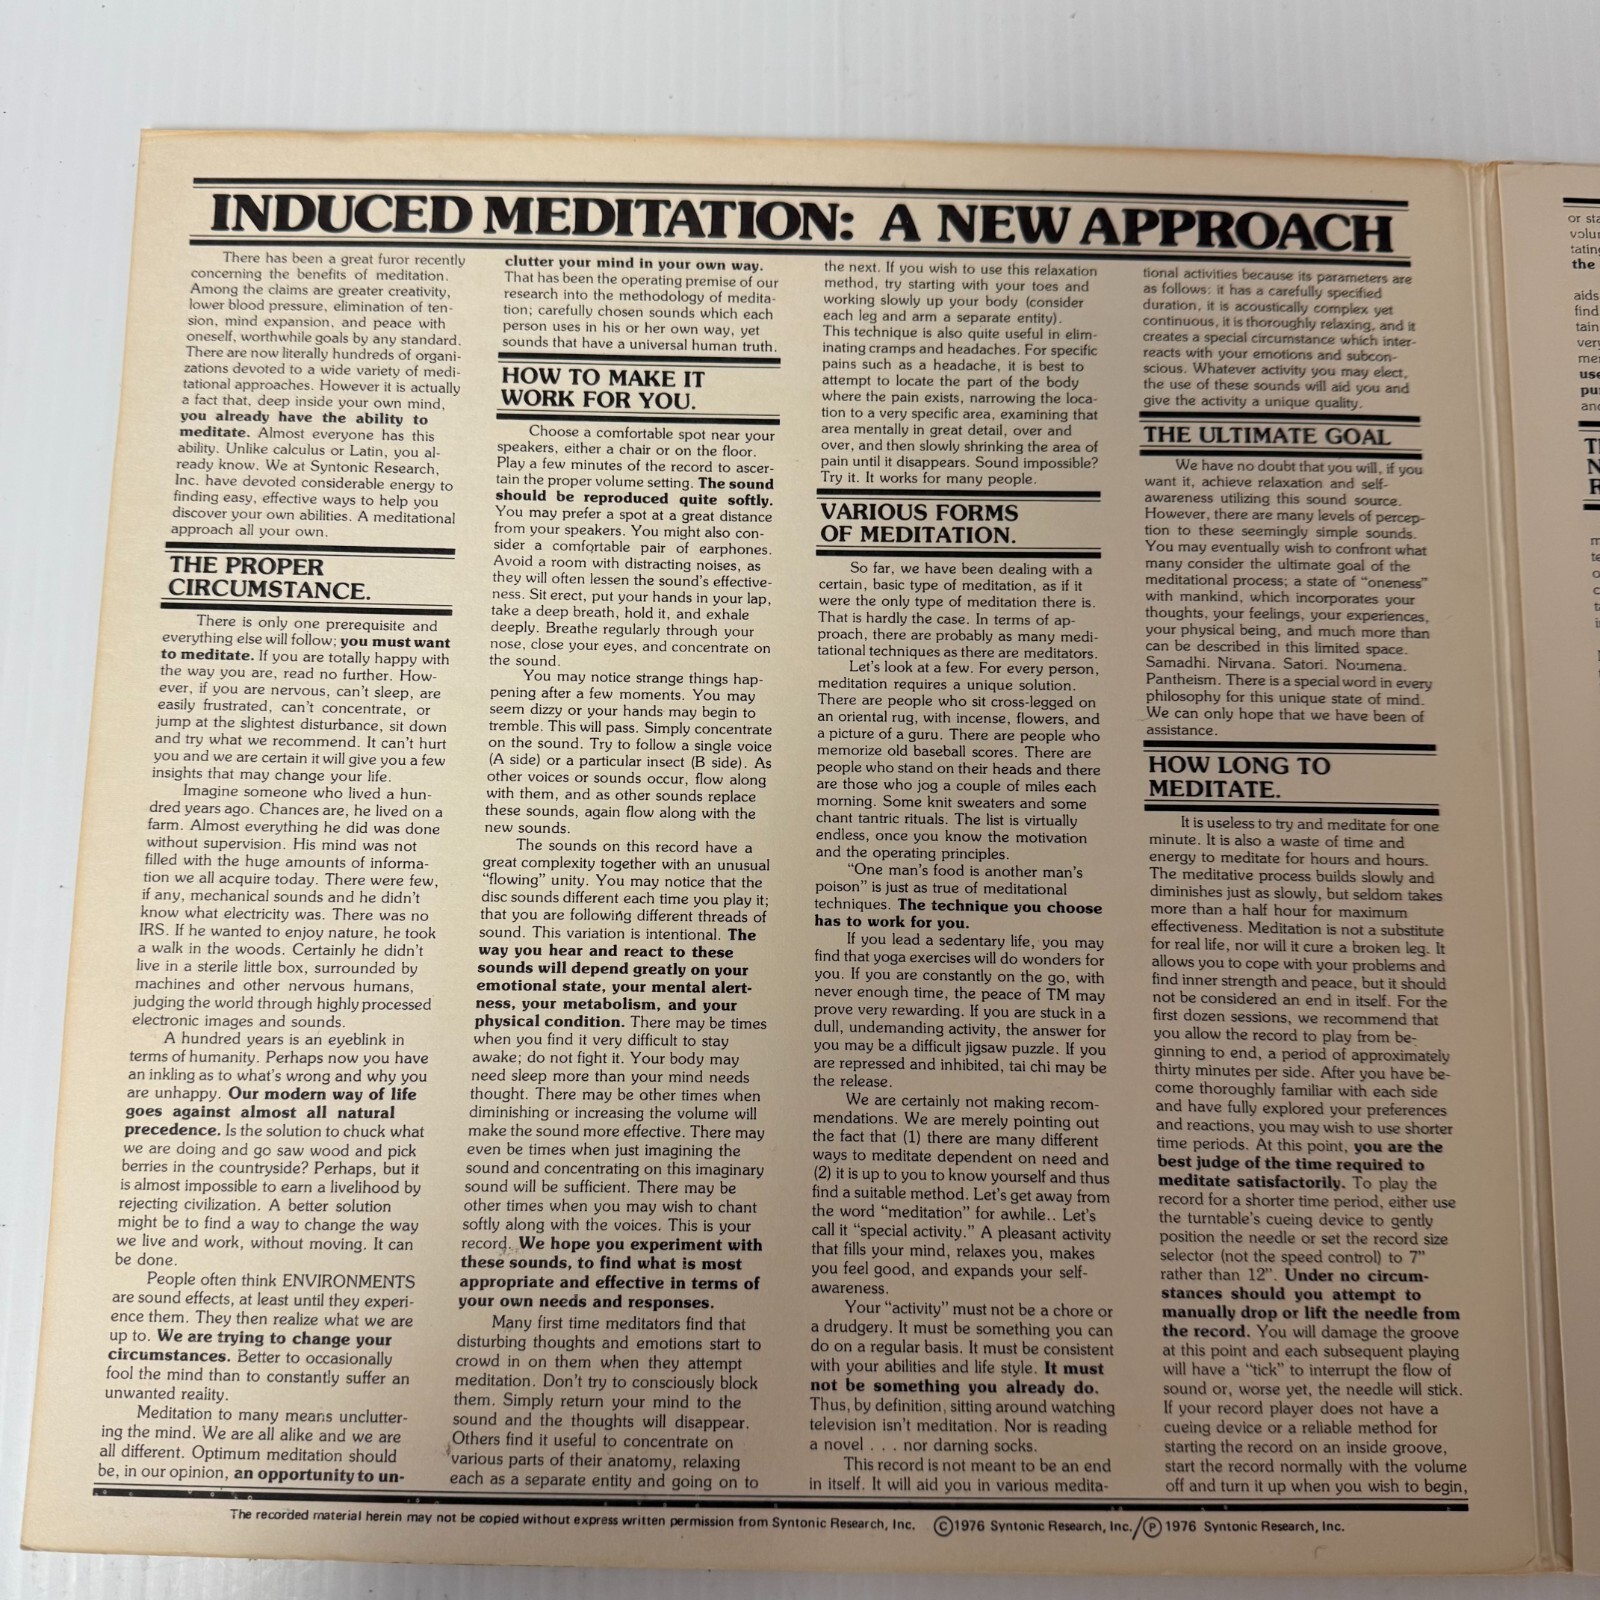 INDUCED MEDITATION: A NEW APPROACH
There has been a great furor recently
concerning the benefits of meditation.
Among the claims are greater creativity,
lower blood pressure, elimination of ten-
sion, mind expansion, and peace with
oneself, worthwhile goals by any standard.
There are now literally hundreds of organi-
zations devoted to a wide variety of medi-
tational approaches. However it is actually
a fact that, deep inside your own mind,
you already have the ability to
meditate. Almost everyone has this
ability. Unlike calculus or Latin, you al-
ready know. We at Syntonic Research,
Inc. have devoted considerable energy to
finding easy, effective ways to help you
discover your own abilities. A meditational
approach all your own.
THE PROPER
CIRCUMSTANCE.
There is only one prerequisite and
everything else will follow; you must want
to meditate. If you are totally happy with
the way you are, read no further. How-
ever, if you are nervous, can't sleep, are
easily frustrated, can't concentrate, or
jump at the slightest disturbance, sit down
and try what we recommend. It can't hurt
you and we are certain it will give you a few
insights that may change your life.
Imagine someone who lived a hun-
dred years ago. Chances are, he lived on a
farm. Almost everything he did was done
without supervision. His mind was not
filled with the huge amounts of informa-
tion we all acquire today. There were few,
if any, mechanical sounds and he didn't
know what electricity was. There was no
IRS. If he wanted to enjoy nature, he took
a walk in the woods. Certainly he didn't
live in a sterile little box, surrounded by
machines and other nervous humans,
judging the world through highly processed
electronic images and sounds.
A hundred years is an eyeblink in
terms of humanity. Perhaps now you have
an inkling as to what's wrong and why you
are unhappy. Our modern way of life
goes against almost all natural
precedence. Is the solution to chuck what
we are doing and go saw wood and pick
berries in the countryside? Perhaps, but it
is almost impossible to earn a livelihood by
rejecting civilization. A better solution
might be to find a way to change the way
we live and work, without moving. It can
be done.
People often think ENVIRONMENTS
are sound effects, at least until they experi-
ence them. They then realize what we are
up to. We are trying to change your
circumstances. Better to occasionally
fool the mind than to constantly suffer an
unwanted reality.
Meditation to many means unclutter-
ing the mind. We are all alike and we are
all different. Optimum meditation should
be, in our opinion, an opportunity to un-
clutter your mind in your own way.
That has been the operating premise of our
research into the methodology of medita-
tion; carefully chosen sounds which each
person uses in his or her own way, yet
sounds that have a universal human truth.
HOW TO MAKE IT
WORK FOR YOU.
Choose a comfortable spot near your
speakers, either a chair or on the floor.
Play a few minutes of the record to ascer-
tain the proper volume setting. The sound
should be reproduced quite softly.
You may prefer a spot at a great distance
from your speakers. You might also con-
sider a comfortable pair of earphones.
Avoid a room with distracting noises, as
they will often lessen the sound's effective-
ness. Sit erect, put your hands in your lap,
take a deep breath, hold it, and exhale
deeply. Breathe regularly through your
nose, close your eyes, and concentrate on
the sound.
You may notice strange things hap-
pening after a few moments. You may
seem dizzy or your hands may begin to
tremble. This will pass. Simply concentrate
on the sound. Try to follow a single voice
(A side) or a particular insect (B side). As
other voices or sounds occur, flow along
with them, and as other sounds replace
these sounds, again flow along with the
new sounds.
The sounds on this record have a
great complexity together with an unusual
"flowing" unity. You may notice that the
disc sounds different each time you play it;
that you are following different threads of
sound. This variation is intentional. The
way you hear and react to these
sounds will depend greatly on your
emotional state, your mental alert-
ness, your metabolism, and your
physical condition. There may be times
when you find it very difficult to stay
awake; do not fight it. Your body may
need sleep more than your mind needs
thought. There may be other times when
diminishing or increasing the volume will
make the sound more effective. There may
even be times when just imagining the
sound and concentrating on this imaginary
sound will be sufficient. There may be
other times when you may wish to chant
softly along with the voices. This is your
record. We hope you experiment with
these sounds, to find what is most
appropriate and effective in terms of
your own needs and responses.
Many first time meditators find that
disturbing thoughts and emotions start to
crowd in on them when they attempt
meditation. Don't try to consciously block
them. Simply return your mind to the
sound and the thoughts will disappear.
Others find it useful to concentrate on
various parts of their anatomy, relaxing
each as a separate entity and going on to
the next. If you wish to use this relaxation
method, try starting with your toes and
working slowly up your body (consider
each leg and arm a separate entity).
This technique is also quite useful in elim-
inating cramps and headaches. For specific
pains such as a headache, it is best to
attempt to locate the part of the body
where the pain exists, narrowing the loca-
tion to a very specific area, examining that
area mentally in great detail, over and
over, and then slowly shrinking the area of
pain until it disappears. Sound impossible?
Try it. It works for many people.
VARIOUS FORMS
OF MEDITATION.
So far, we have been dealing with a
certain, basic type of meditation, as if it
were the only type of meditation there is.
That is hardly the case. In terms of ap-
proach, there are probably as many medi-
tational techniques as there are meditators.
Let's look at a few. For every person,
meditation requires a unique solution.
There are people who sit cross-legged on
an oriental rug, with incense, flowers, and
a picture of a guru. There are people who
memorize old baseball scores. There are
people who stand on their heads and there
are those who jog a couple of miles each
morning. Some knit sweaters and some
chant tantric rituals. The list is virtually
endless, once you know the motivation
and the operating principles.
"One man's food is another man's
poison" is just as true of meditational
techniques. The technique you choose
has to work for you.
If you lead a sedentary life, you may
find that yoga exercises will do wonders for
you. If you are constantly on the go, with
never enough time, the peace of TM may
prove very rewarding. If you are stuck in a
dull, undemanding activity, the answer for
you may be a difficult jigsaw puzzle. If you
are repressed and inhibited, tai chi may be
the release.
We are certainly not making recom-
mendations. We are merely pointing out
the fact that (1) there are many different
ways to meditate dependent on need and
(2) it is up to you to know yourself and thus
find a suitable method. Let's get away from
the word "meditation" for awhile.. Let's
call it "special activity." A pleasant activity
that fills your mind, relaxes you, makes
you feel good, and expands your self-
awareness.
Your "activity" must not be a chore or
a drudgery. It must be something you can
do on a regular basis. It must be consistent
with your abilities and life style. It must
not be something you already do.
Thus, by definition, sitting around watching
television isn't meditation. Nor is reading
a novel . . . nor darning socks.
This record is not meant to be an end
in itself. It will aid you in various medita-
tional activities because its parameters are
as follows: it has a carefully specified
duration, it is acoustically complex yet
continuous, it is thoroughly relaxing, and it
creates a special circumstance which inter-
reacts with your emotions and subcon-
scious. Whatever activity you may elect,
the use of these sounds will aid you and
give the activity a unique quality.
THE ULTIMATE GOAL
We have no doubt that you will, if you
want it, achieve relaxation and self-
awareness utilizing this sound source.
However, there are many levels of percep-
tion to these seemingly simple sounds.
You may eventually wish to confront what
many consider the ultimate goal of the
meditational process; a state of "oneness"
with mankind, which incorporates your
thoughts, your feelings, your experiences,
your physical being, and much more than
can be described in this limited space.
Samadhi. Nirvana. Satori. Noumena.
Pantheism. There is a special word in every
philosophy for this unique state of mind.
We can only hope that we have been of
assistance.
HOW LONG TO
MEDITATE.
It is useless to try and meditate for one
minute. It is also a waste of time and
energy to meditate for hours and hours.
The meditative process builds slowly and
diminishes just as slowly, but seldom takes
more than a half hour for maximum
effectiveness. Meditation is not a substitute
for real life, nor will it cure a broken leg. It
allows you to cope with your problems and
find inner strength and peace, but it should
not be considered an end in itself. For the
first dozen sessions, we recommend that
you allow the record to play from be-
ginning to end, a period of approximately
thirty minutes per side. After you have be-
come thoroughly familiar with each side
and have fully explored your preferences
and reactions, you may wish to use shorter
time periods. At this point, you are the
best judge of the time required to
meditate satisfactorily. To play the
record for a shorter time period, either use
the turntable's cueing device to gently
position the needle or set the record size
selector (not the speed control) to 7"
rather than 12". Under no circum-
stances should you attempt to
manually drop or lift the needle from
the record. You will damage the groove
at this point and each subsequent playing
will have a "tick" to interrupt the flow of
sound or, worse yet, the needle will stick.
If your record player does not have a
cueing device or a reliable method for
starting the record on an inside groove,
start the record normally with the volume
off and turn it up when you wish to begin,
The recorded material herein may not be copied without express written permission from Syntonic Research, Inc. ©1976 Syntonic Research, Inc./℗ 1976 Syntonic Research, Inc.
or
the
aids
find